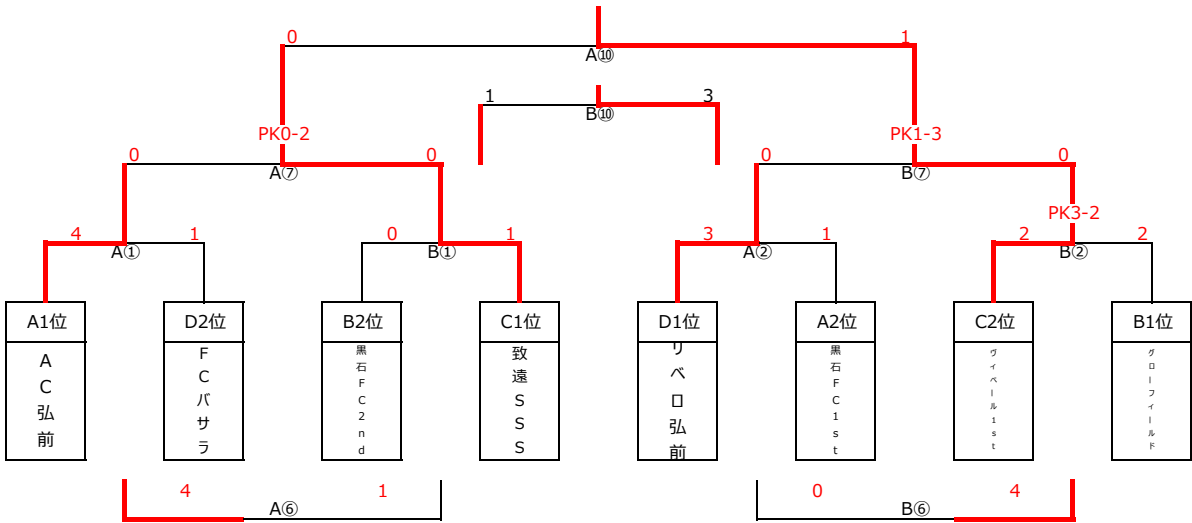 0 1
A⑩
1 3
B⑩
PK0-2 PK1-3
0 0 0 0
A⑦ B⑦
PK3-2
4 1 0 1 3 1 2 2
A① B① A② B②
A1位 D2位 B2位 C1位 D1位 A2位 C2位 B1位
AC弘前
FCバサラ
黒石FC2nd
致遠SSS
リベロ弘前
黒石FC1st
ヴィベール1st
グローフィールド
4 1 0 4
A⑥ B⑥